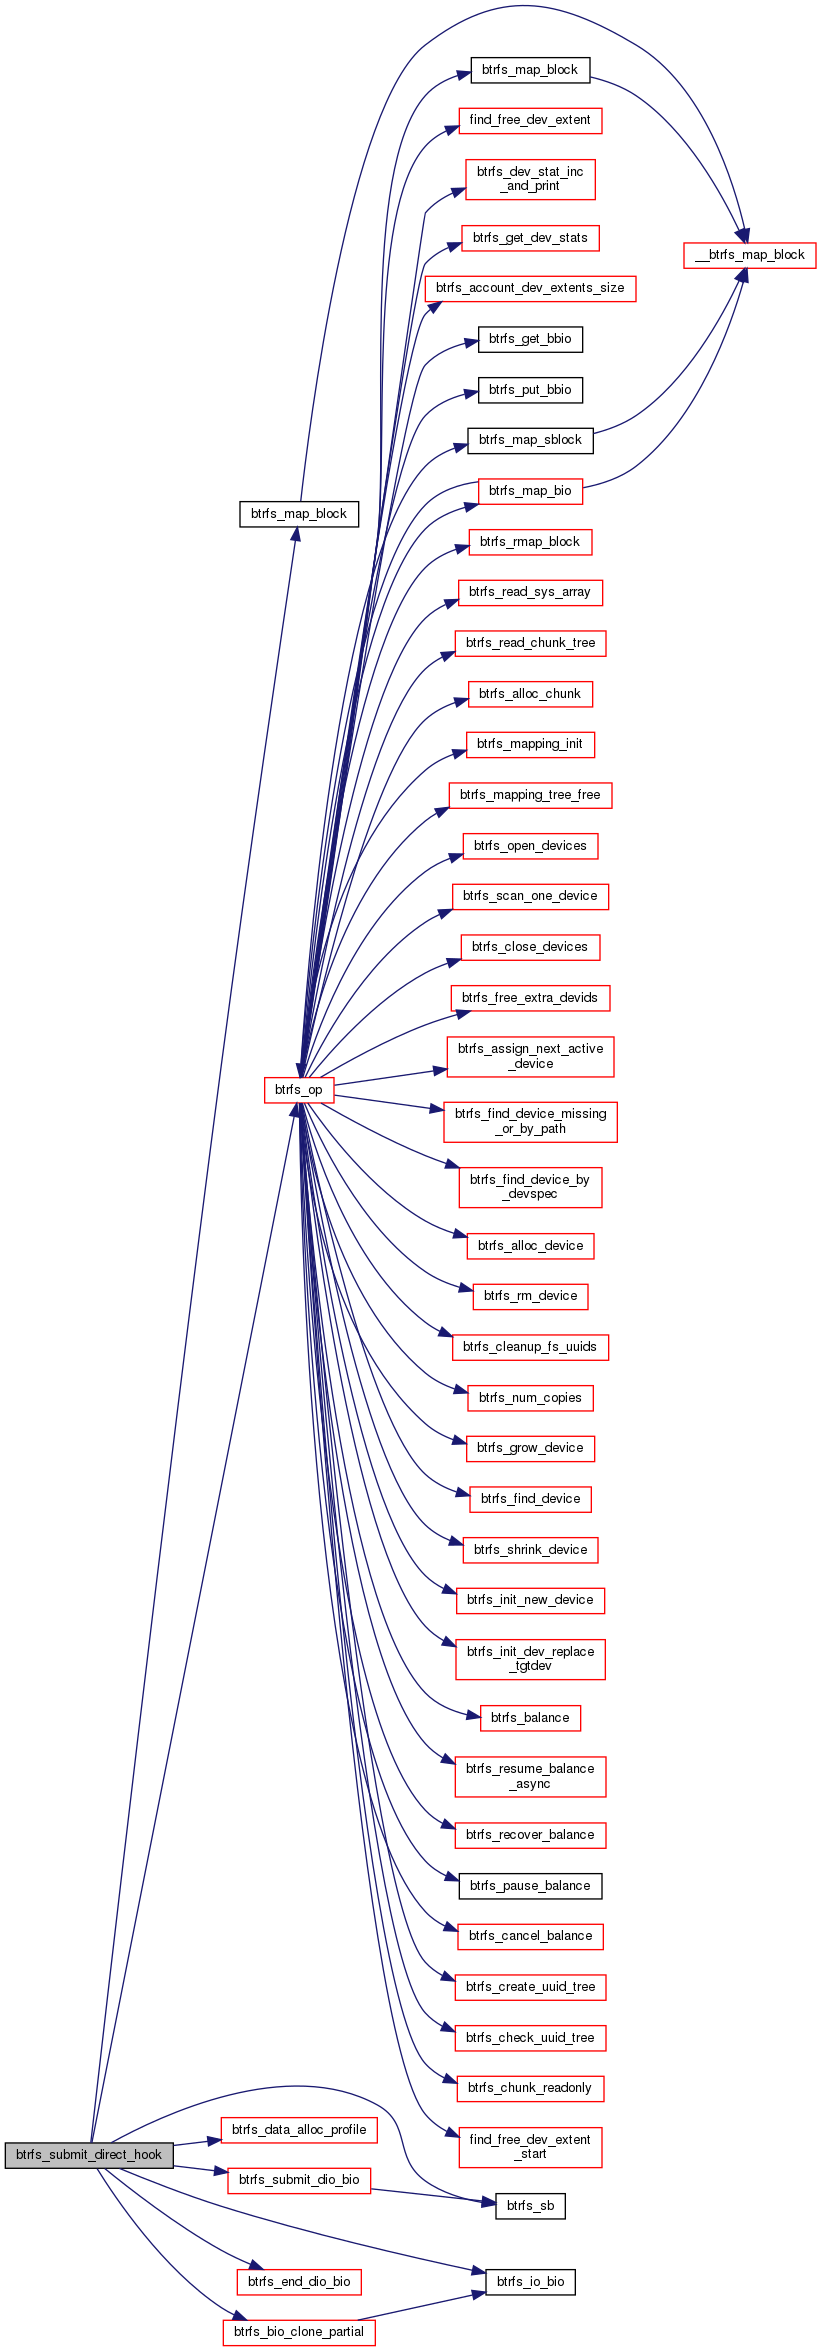 btrfs_map_block
find_free_dev_extent
btrfs_dev_stat_inc
_and_print
btrfs_get_dev_stats
__btrfs_map_block
btrfs_account_dev_extents_size
btrfs_get_bbio
btrfs_put_bbio
btrfs_map_sblock
btrfs_map_bio
btrfs_map_block
btrfs_rmap_block
btrfs_read_sys_array
btrfs_read_chunk_tree
btrfs_alloc_chunk
btrfs_mapping_init
btrfs_mapping_tree_free
btrfs_open_devices
btrfs_scan_one_device
btrfs_close_devices
btrfs_free_extra_devids
btrfs_assign_next_active
_device
btrfs_op
btrfs_find_device_missing
_or_by_path
btrfs_find_device_by
_devspec
btrfs_alloc_device
btrfs_rm_device
btrfs_cleanup_fs_uuids
btrfs_num_copies
btrfs_grow_device
btrfs_find_device
btrfs_shrink_device
btrfs_init_new_device
btrfs_init_dev_replace
_tgtdev
btrfs_balance
btrfs_resume_balance
_async
btrfs_recover_balance
btrfs_pause_balance
btrfs_cancel_balance
btrfs_create_uuid_tree
btrfs_check_uuid_tree
btrfs_chunk_readonly
btrfs_data_alloc_profile
find_free_dev_extent
_start
btrfs_submit_direct_hook
btrfs_submit_dio_bio
btrfs_sb
btrfs_end_dio_bio
btrfs_io_bio
btrfs_bio_clone_partial